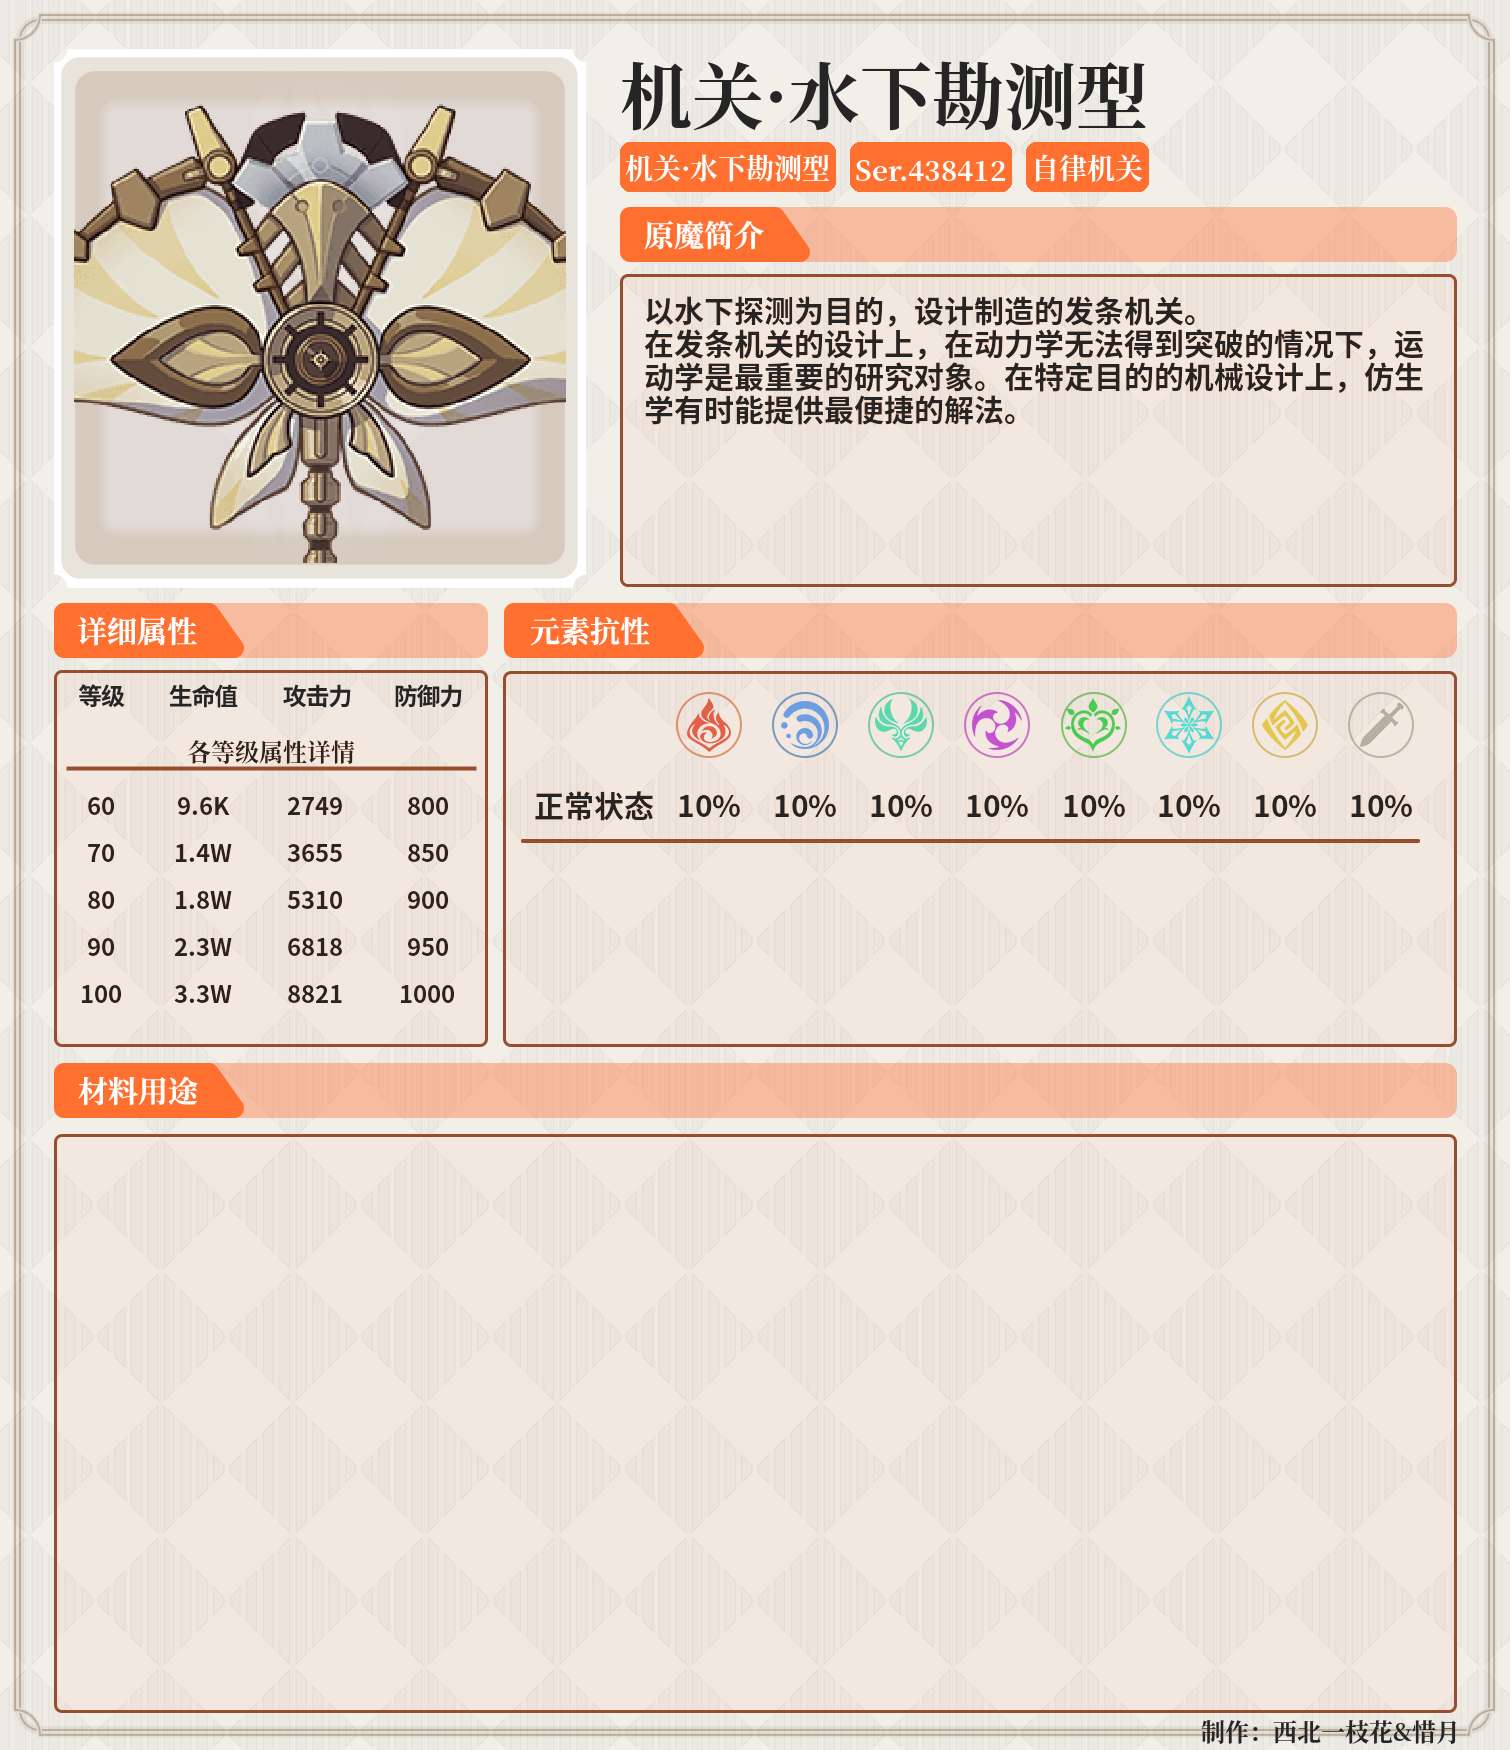 机关·水下勘测型
机关·水下勘测型 Ser.438412 自律机关
原魔简介
以水下探测为目的，设计制造的发条机关。
在发条机关的设计上，在动力学无法得到突破的情况下，运
动学是最重要的研究对象。在特定目的的机械设计上，仿生
学有时能提供最便捷的解法。
详细属性
等级 生命值 攻击力 防御力
各等级属性详情
60 9.6K 2749 800
70 1.4W 3655 850
80 1.8W 5310 900
90 2.3W 6818 950
100 3.3W 8821 1000
元素抗性
正常状态 10% 10% 10% 10% 10% 10% 10% 10%
材料用途
制作：西北一枝花&惜月